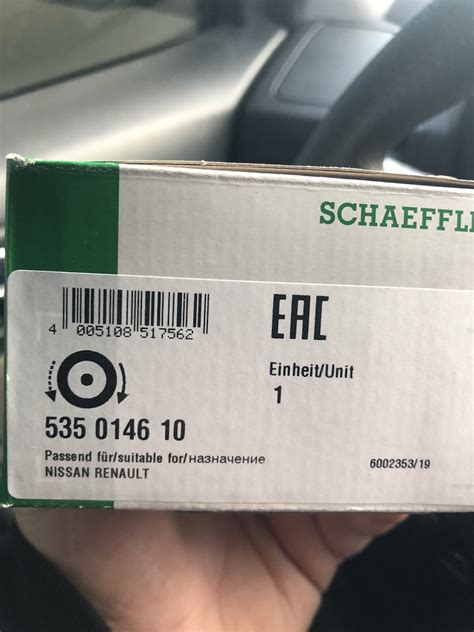 SCHAEFFL
EAC
4 005108 517562
Einheit/Unit
1
535 0146 10
Passend für/suitable for/назначение
NISSAN RENAULT
6002353/19